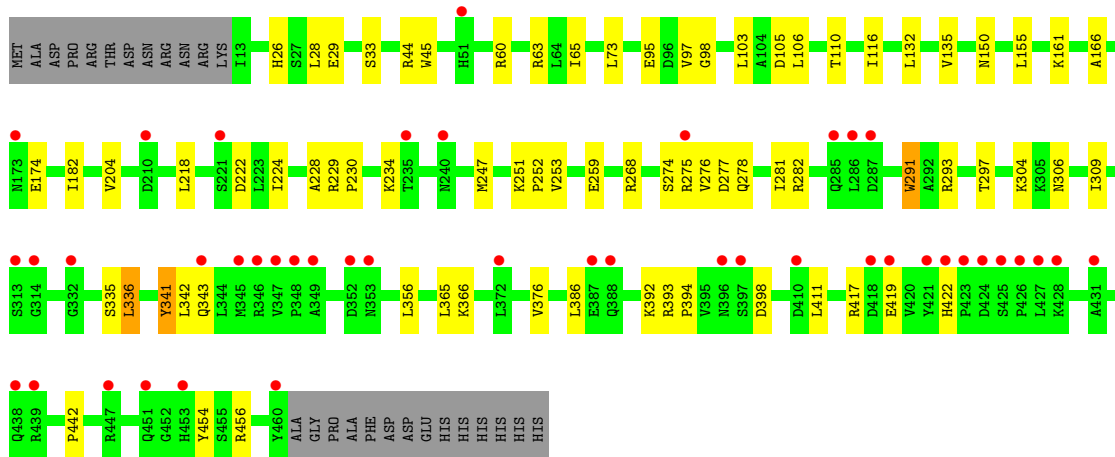 MET ALA ASP PRO ARG THR ASP ASN ARG ASN ARG LYS I13 H26 S27 L28 E29 S33 R44 W45 H51 R60 R63 L64 I65 L73 E95 D96 V97 G98 L103 A104 D105 L106 T110 I116 L132 V135 N150 L155 K161 A166
N173 E174 I182 V204 D210 L218 S221 D222 L223 I224 A228 R229 P230 K234 T235 N240 M247 K251 P252 V253 E259 R268 S274 R275 V276 D277 Q278 I281 R282 Q285 L286 D287 W291 A292 R293 T297 K304 K305 N306 I309
S313 G314 G332 S335 L336 Y341 L342 Q343 L344 M345 R346 V347 P348 A349 D352 N353 L356 L365 K366 L372 V376 L386 E387 Q388 K392 R393 P394 V395 N396 S397 D398 D410 L411 R417 D418 E419 V420 Y421 H422 P423 D424 S425 P426 L427 K428 A431
Q438 R439 P442 R447 Q451 G452 H453 Y454 S455 R456 Y460 ALA GLY PRO ALA PHE ASP ASP GLU HIS HIS HIS HIS HIS HIS